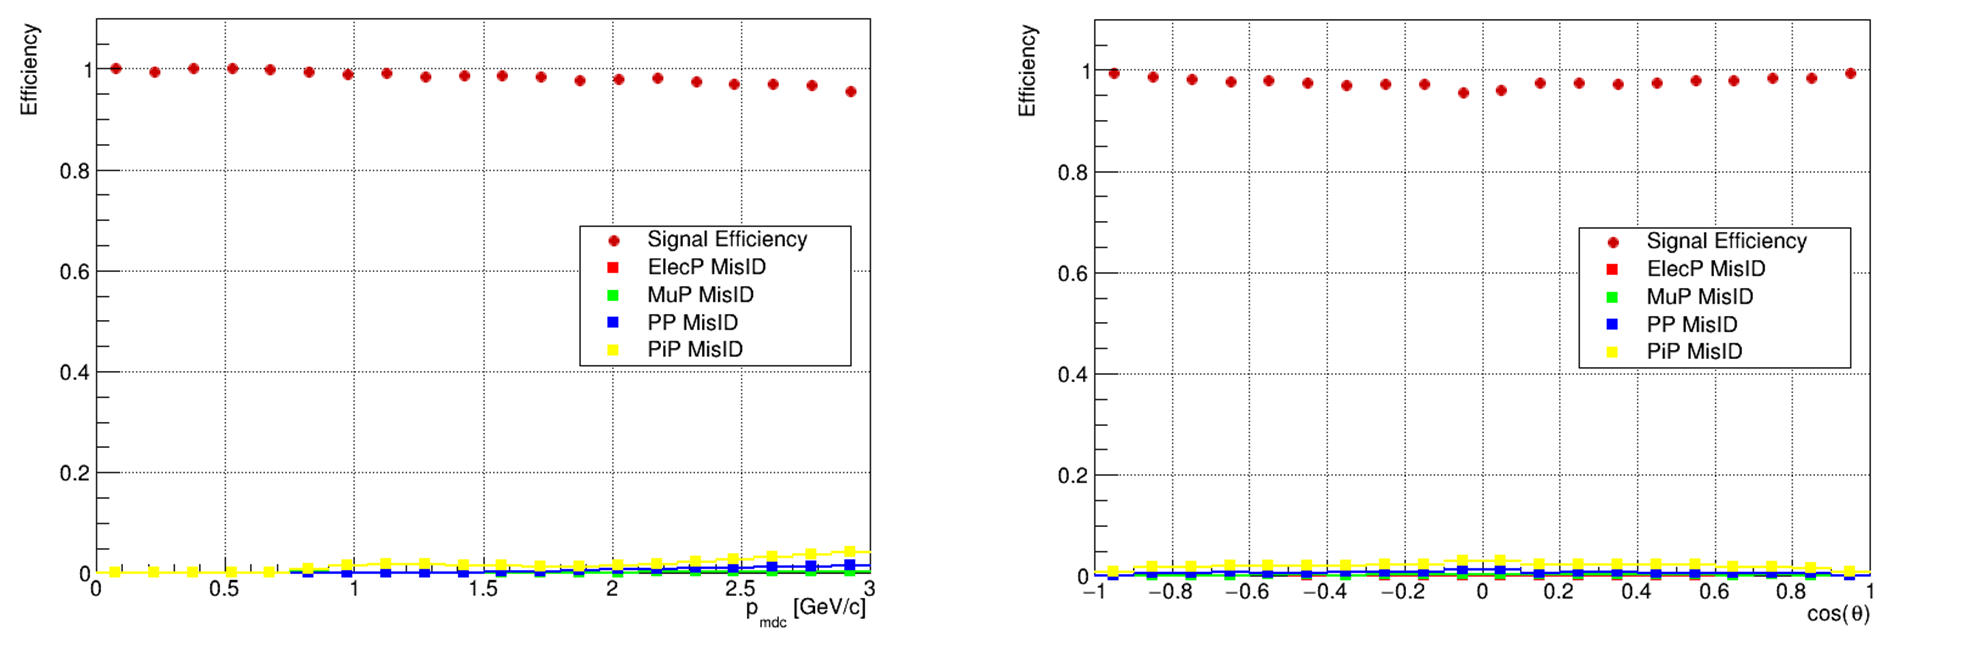 Efficiency
1
0.8
0.6
0.4
0.2
0
Signal Efficiency
ElecP MisID
MuP MisID
PP MisID
PiP MisID
0 0.5 1 1.5 2 2.5 3
p_mdc [GeV/c]
Efficiency
1
0.8
0.6
0.4
0.2
0
Signal Efficiency
ElecP MisID
MuP MisID
PP MisID
PiP MisID
−1 −0.8 −0.6 −0.4 −0.2 0 0.2 0.4 0.6 0.8 1
cos(θ)